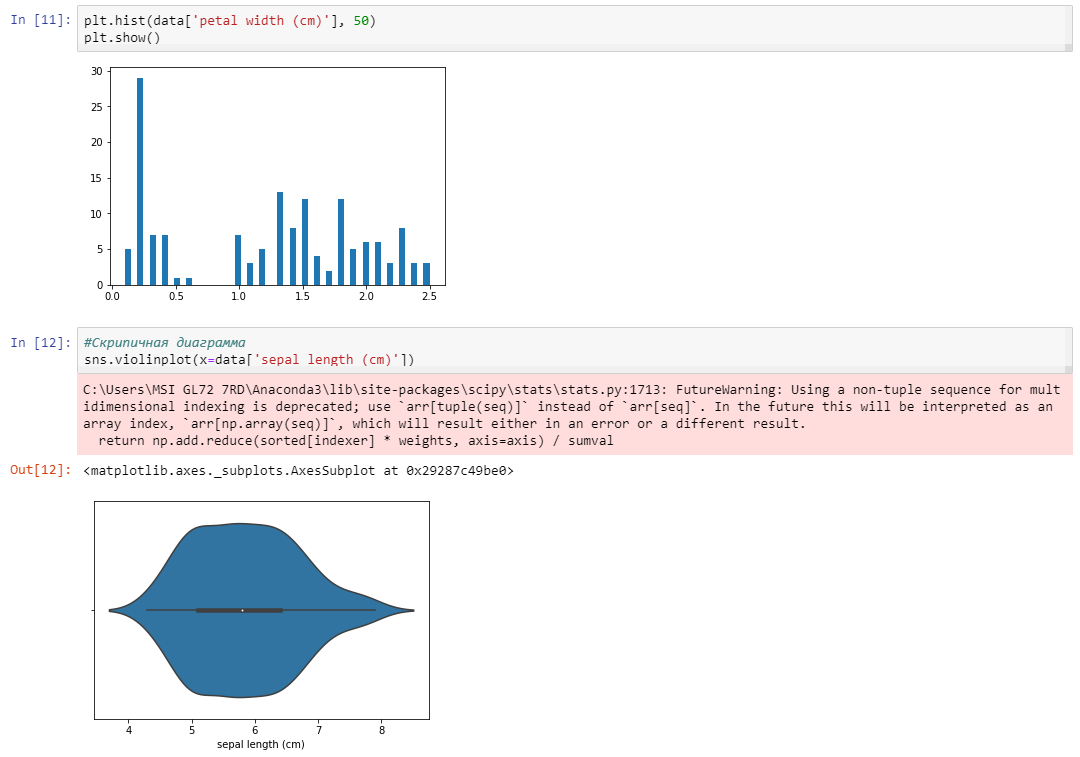 In [11]: plt.hist(data['petal width (cm)'], 50)
plt.show()
30
25
20
15
10
5
0
0.0 0.5 1.0 1.5 2.0 2.5
In [12]: #Скрипичная диаграмма
sns.violinplot(x=data['sepal length (cm)'])
C:\Users\MSI GL72 7RD\Anaconda3\lib\site-packages\scipy\stats\stats.py:1713: FutureWarning: Using a non-tuple sequence for mult
idimensional indexing is deprecated; use `arr[tuple(seq)]` instead of `arr[seq]`. In the future this will be interpreted as an
array index, `arr[np.array(seq)]`, which will result either in an error or a different result.
return np.add.reduce(sorted[indexer] * weights, axis=axis) / sumval
Out[12]: <matplotlib.axes._subplots.AxesSubplot at 0x29287c49be0>
4 5 6 7 8
sepal length (cm)